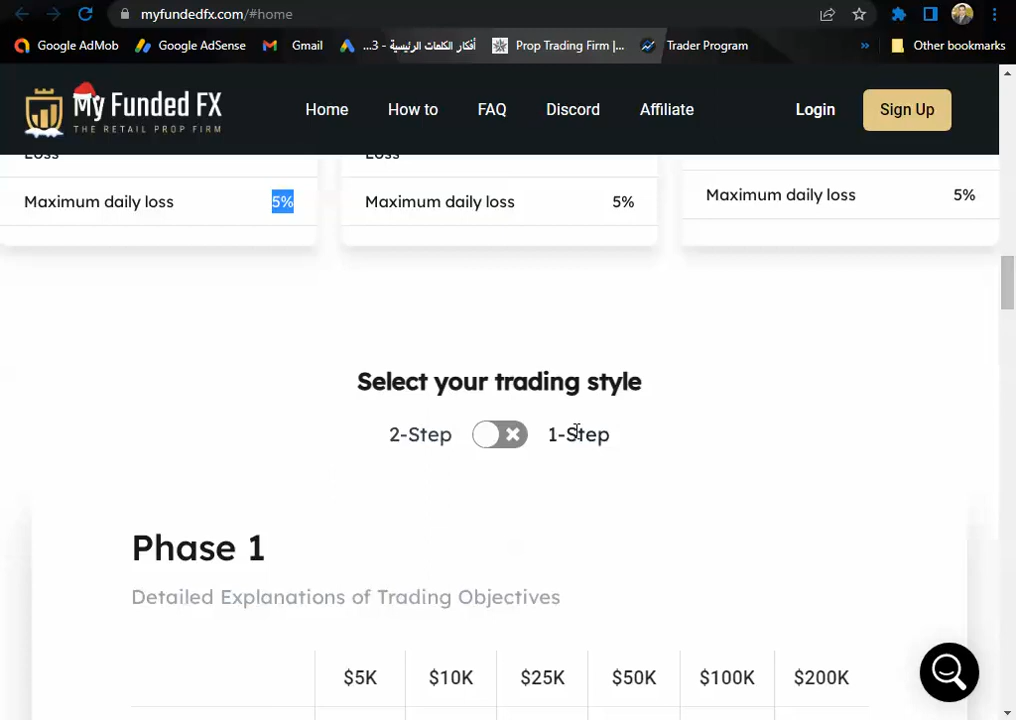 myfundedfx.com/#home
Google AdMob
Google AdSense
Gmail
أفكار الكلمات الرئيسية - 3...
Prop Trading Firm |...
Trader Program
»
Other bookmarks
My Funded FX
THE RETAIL PROP FIRM
Home
How to
FAQ
Discord
Affiliate
Login
Sign Up
Loss
Loss
Maximum daily loss 5%
Maximum daily loss 5%
Maximum daily loss 5%
Select your trading style
2-Step
1-Step
Phase 1
Detailed Explanations of Trading Objectives
$5K $10K $25K $50K $100K $200K